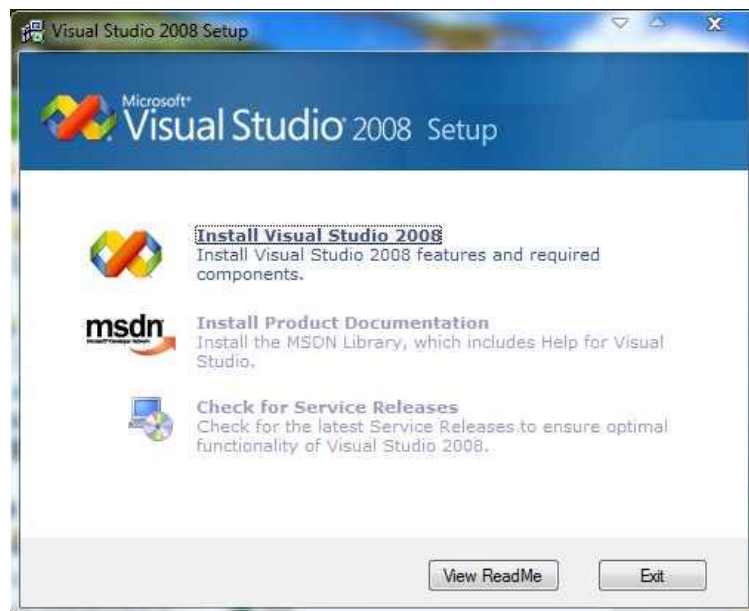 Visual Studio 2008 Setup
Microsoft
Visual Studio 2008 Setup
Install Visual Studio 2008
Install Visual Studio 2008 features and required
components.
msdn
Install Product Documentation
Install the MSDN Library, which includes Help for Visual
Studio.
Check for Service Releases
Check for the latest Service Releases to ensure optimal
functionality of Visual Studio 2008.
View ReadMe
Exit